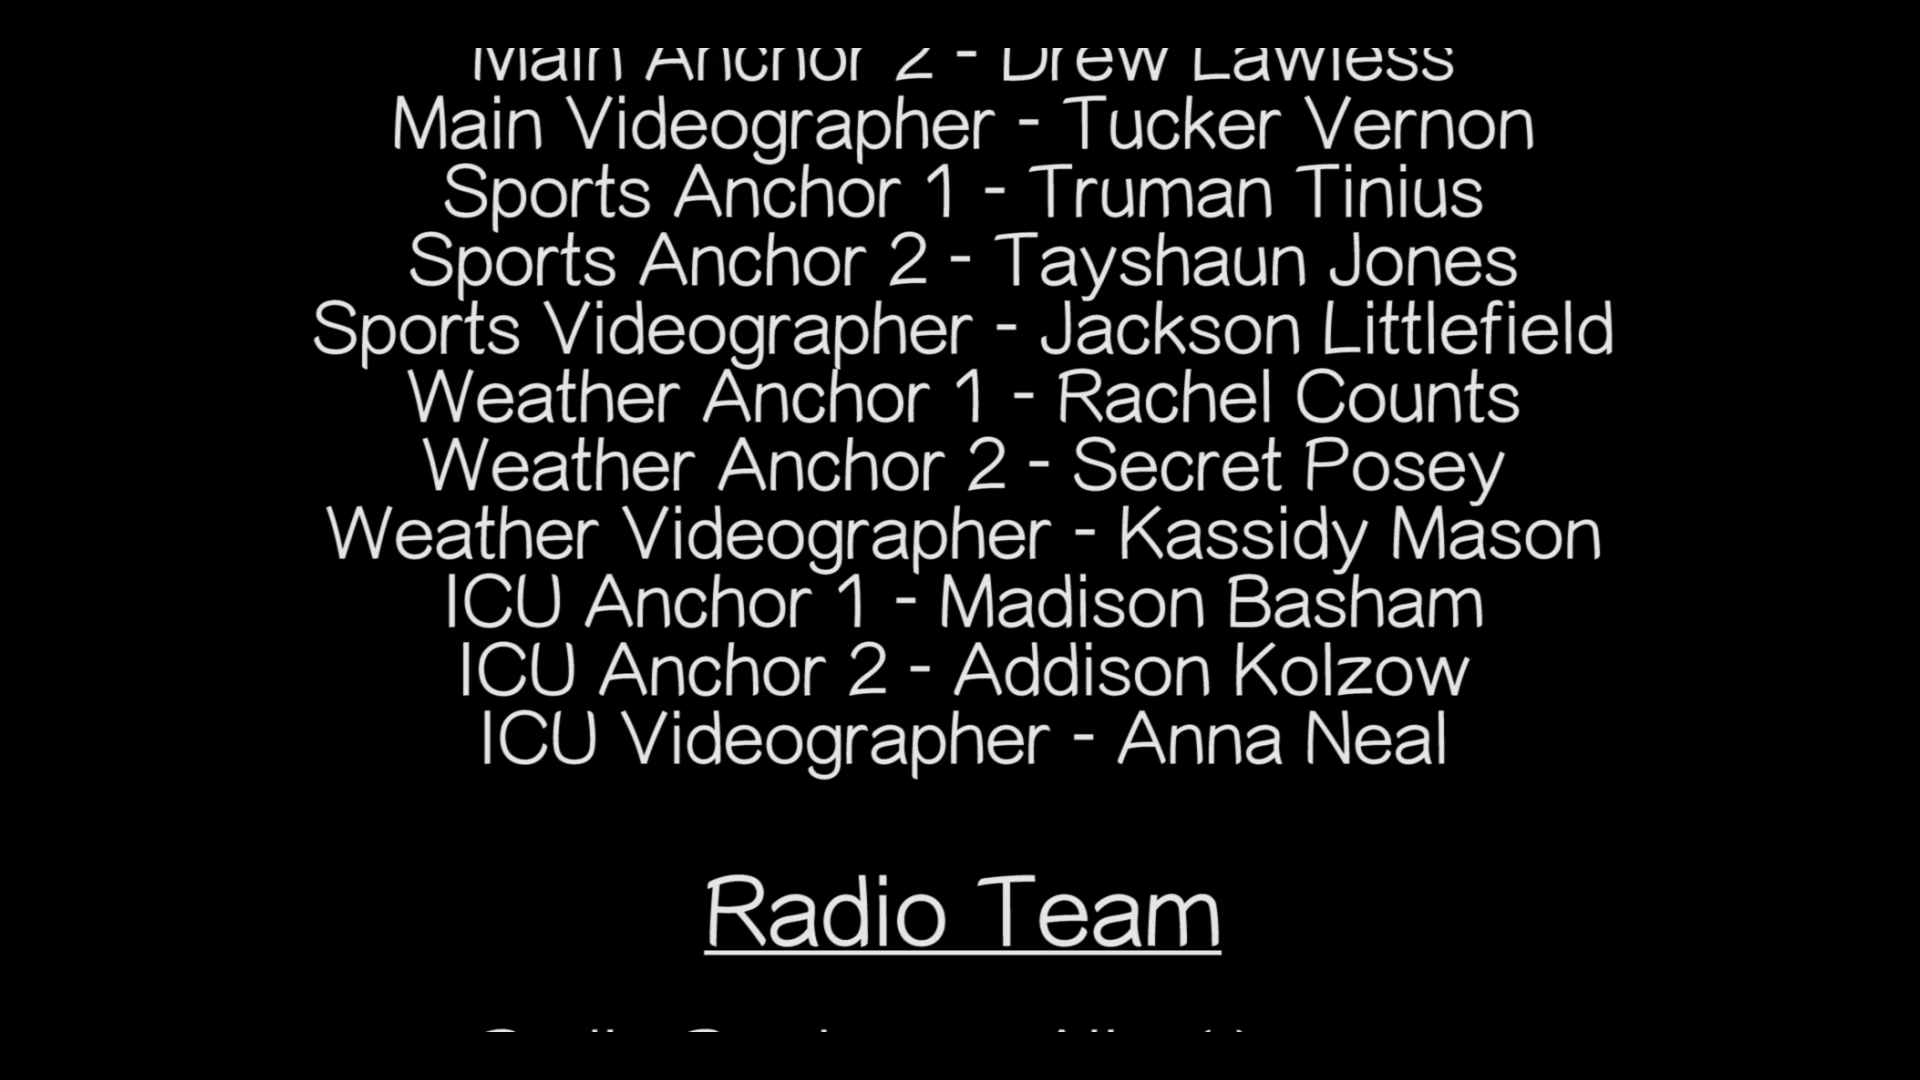 Main Anchor 2 - Drew Lawless
Main Videographer - Tucker Vernon
Sports Anchor 1 - Truman Tinius
Sports Anchor 2 - Tayshaun Jones
Sports Videographer - Jackson Littlefield
Weather Anchor 1 - Rachel Counts
Weather Anchor 2 - Secret Posey
Weather Videographer - Kassidy Mason
ICU Anchor 1 - Madison Basham
ICU Anchor 2 - Addison Kolzow
ICU Videographer - Anna Neal
Radio Team